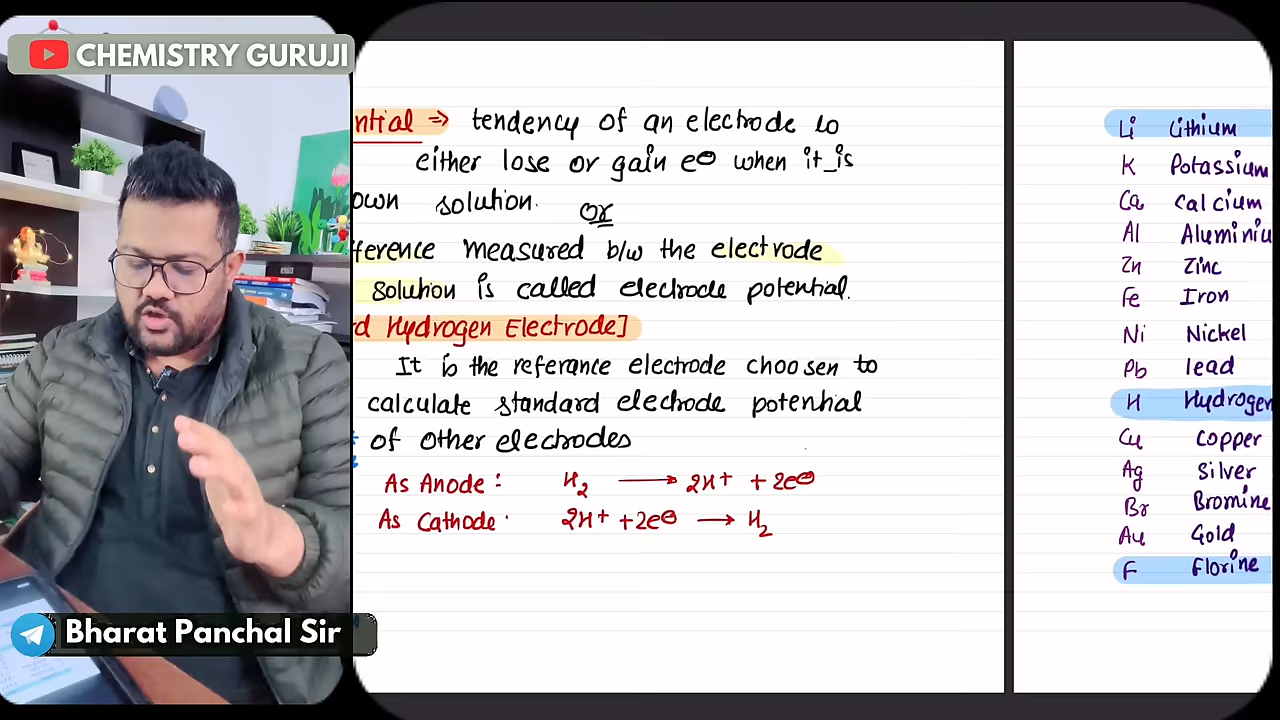 CHEMISTRY GURUJI
ntial ⇒ tendency of an electrode to
either lose or gain e⊖ when it is
own solution. or
fference measured b/w the electrode
solution is called electrode potential.
rd Hydrogen Electrode]
It is the referance electrode choosen to
calculate standard electrode potential
of other electrodes
As Anode: H₂ ⟶ 2H⁺ + 2e⊖
As Cathode: 2H⁺ + 2e⊖ ⟶ H₂
Li Lithium
K Potassium
Ca Calcium
Al Aluminiu
Zn Zinc
Fe Iron
Ni Nickel
Pb lead
H Hydrogen
Cu Copper
Ag Silver
Br Bromine
Au Gold
F Florine
Bharat Panchal Sir